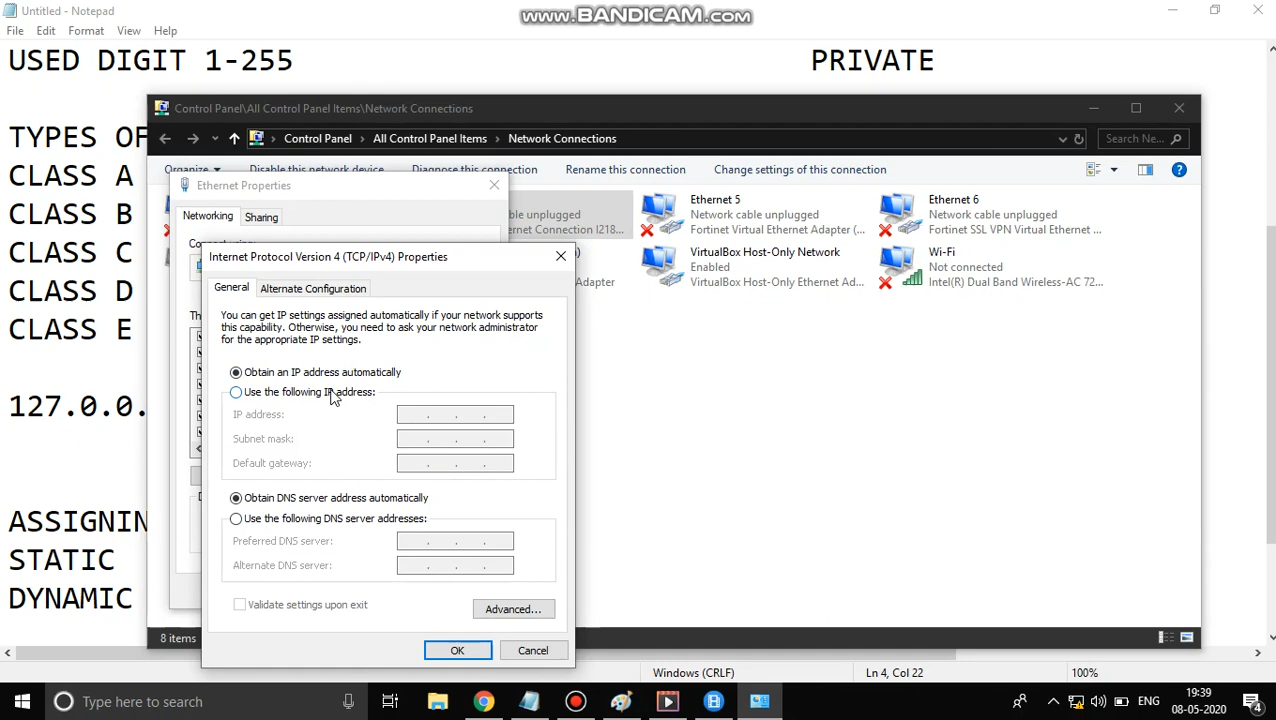 Untitled - Notepad
www.BANDICAM.com
File Edit Format View Help
USED DIGIT 1-255 PRIVATE
TYPES OF
CLASS A
CLASS B
CLASS C
CLASS D
CLASS E
127.0.0.
ASSIGNIN
STATIC
DYNAMIC
Control Panel\All Control Panel Items\Network Connections
Control Panel > All Control Panel Items > Network Connections
Search Ne...
Organize Disable this network device Diagnose this connection Rename this connection Change settings of this connection
Ethernet 5
Network cable unplugged
Fortinet Virtual Ethernet Adapter (...
Ethernet 6
Network cable unplugged
Fortinet SSL VPN Virtual Ethernet ...
ble unplugged
ernet Connection I218...
VirtualBox Host-Only Network
Enabled
VirtualBox Host-Only Ethernet Ad...
Wi-Fi
Not connected
Intel(R) Dual Band Wireless-AC 72...
Adapter
8 items
Ethernet Properties
Networking Sharing
Internet Protocol Version 4 (TCP/IPv4) Properties
General Alternate Configuration
You can get IP settings assigned automatically if your network supports
this capability. Otherwise, you need to ask your network administrator
for the appropriate IP settings.
Obtain an IP address automatically
Use the following IP address:
IP address: . . .
Subnet mask: . . .
Default gateway: . . .
Obtain DNS server address automatically
Use the following DNS server addresses:
Preferred DNS server: . . .
Alternate DNS server: . . .
Validate settings upon exit
Advanced...
OK Cancel
Windows (CRLF) Ln 4, Col 22 100%
Type here to search
ENG
19:39
08-05-2020
4